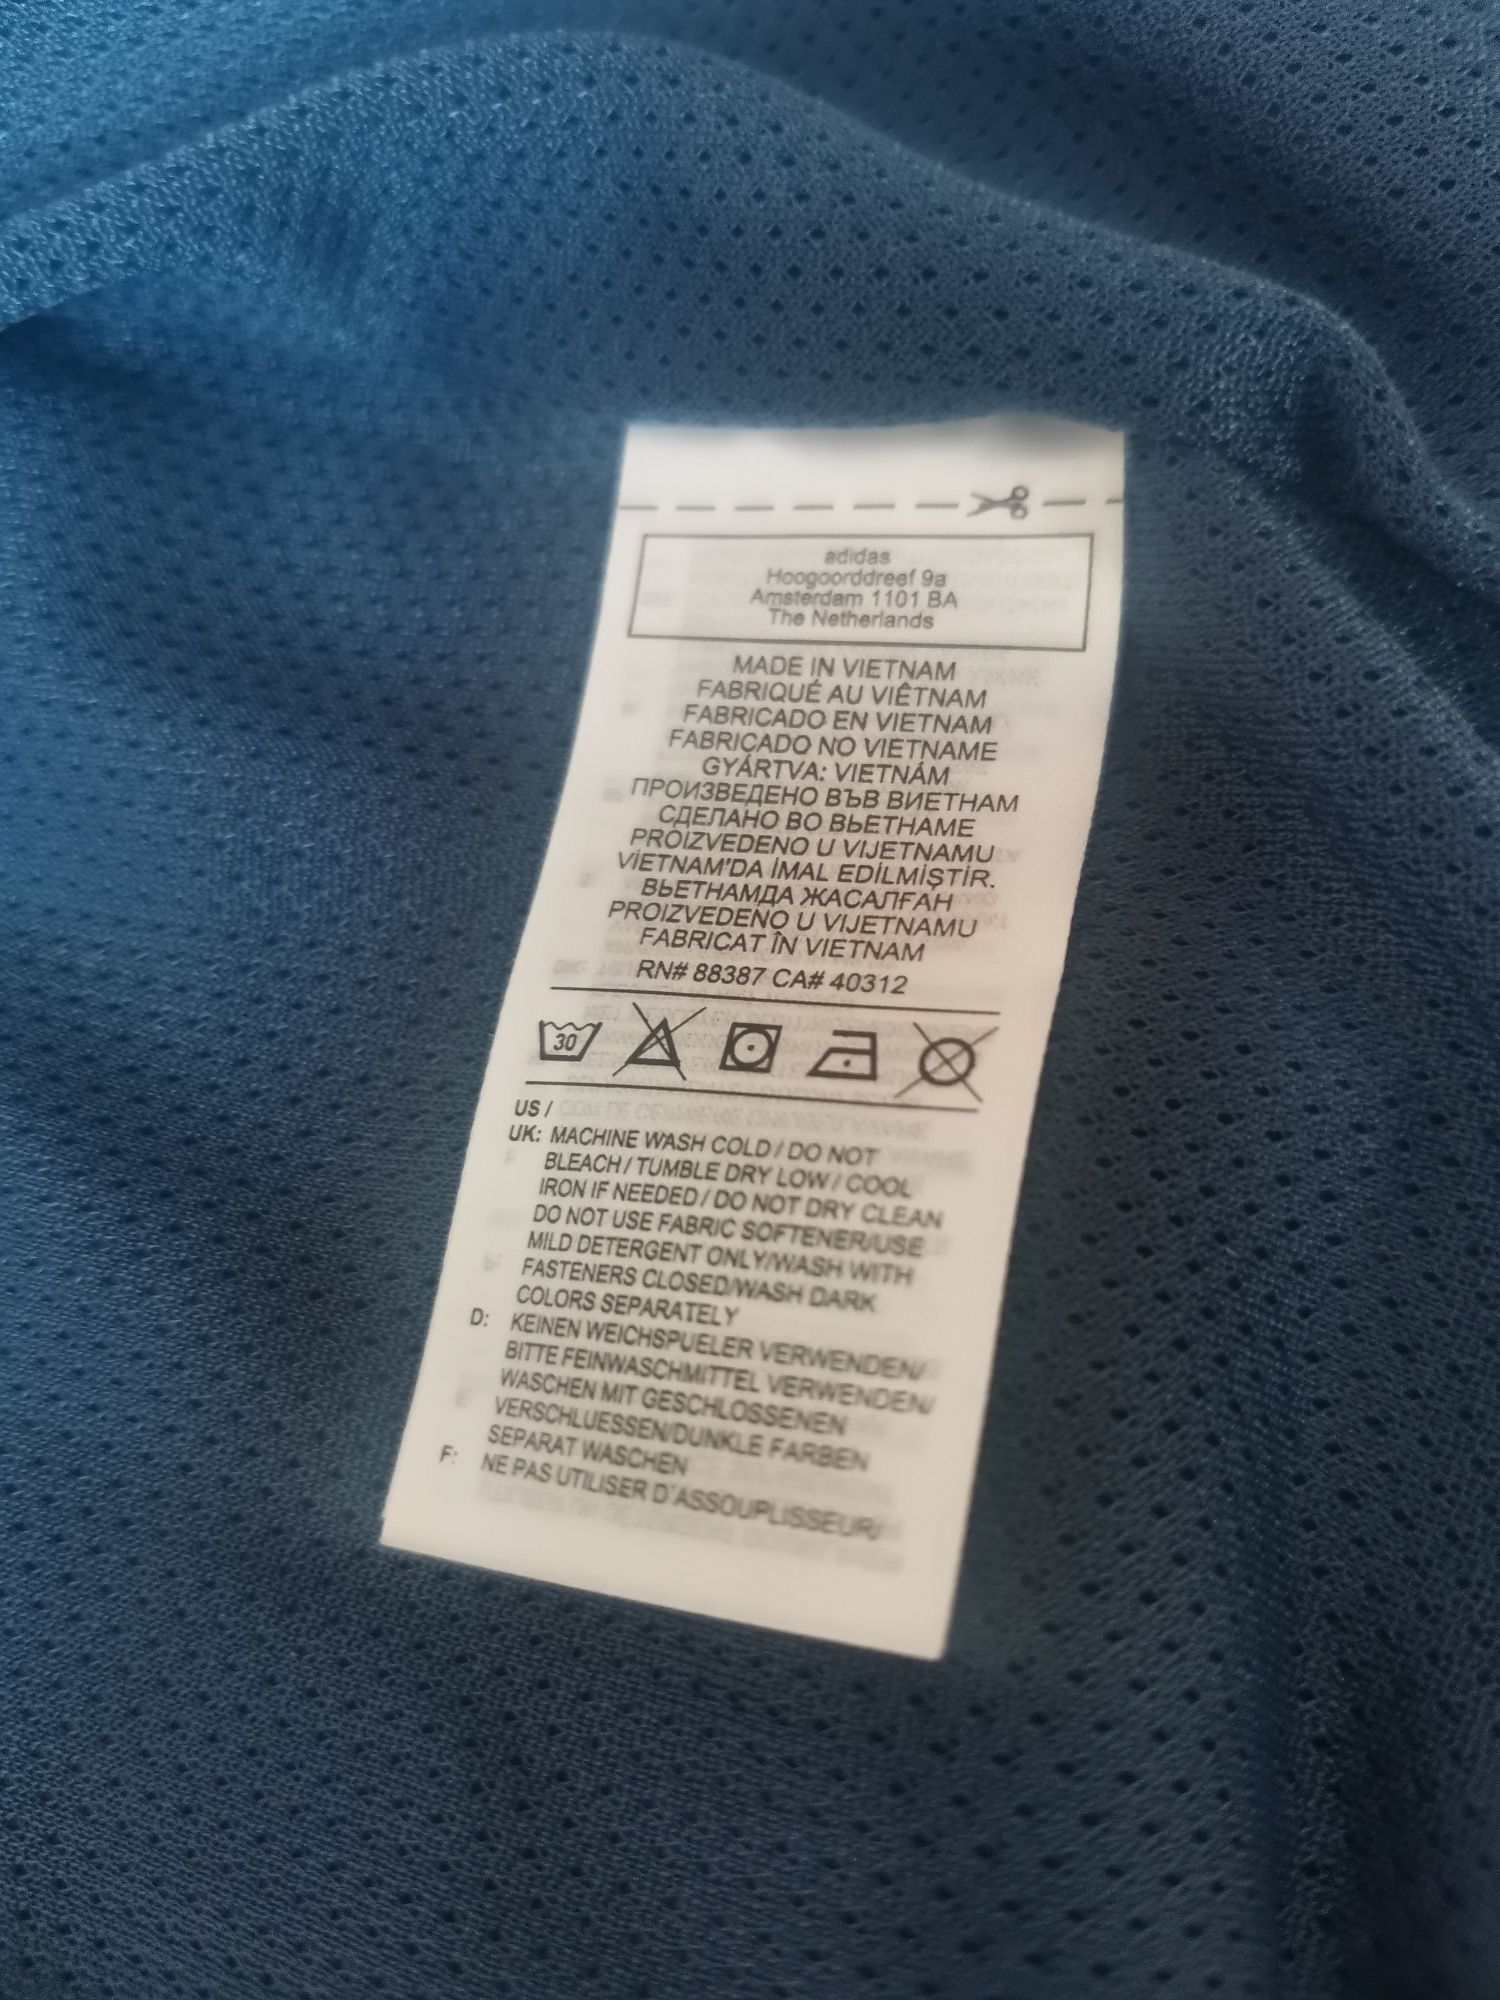 adidas
Hoogoorddreef 9a
Amsterdam 1101 BA
The Netherlands
MADE IN VIETNAM
FABRIQUÉ AU VIÊTNAM
FABRICADO EN VIETNAM
FABRICADO NO VIETNAME
GYÁRTVA: VIETNÁM
ПРОИЗВЕДЕНО ВЪВ ВИЕТНАМ
СДЕЛАНО ВО ВЬЕТНАМЕ
PROIZVEDENO U VIJETNAMU
VİETNAM'DA İMAL EDİLMİŞTİR.
ВЬЕТНАМДА ЖАСАЛҒАН
PROIZVEDENO U VIJETNAMU
FABRICAT ÎN VIETNAM
RN# 88387 CA# 40312
30
US /
UK: MACHINE WASH COLD / DO NOT
BLEACH / TUMBLE DRY LOW / COOL
IRON IF NEEDED / DO NOT DRY CLEAN
DO NOT USE FABRIC SOFTENER/USE
MILD DETERGENT ONLY/WASH WITH
FASTENERS CLOSED/WASH DARK
COLORS SEPARATELY
D: KEINEN WEICHSPUELER VERWENDEN/
BITTE FEINWASCHMITTEL VERWENDEN/
WASCHEN MIT GESCHLOSSENEN
VERSCHLUESSEN/DUNKLE FARBEN
SEPARAT WASCHEN
F: NE PAS UTILISER D'ASSOUPLISSEUR/